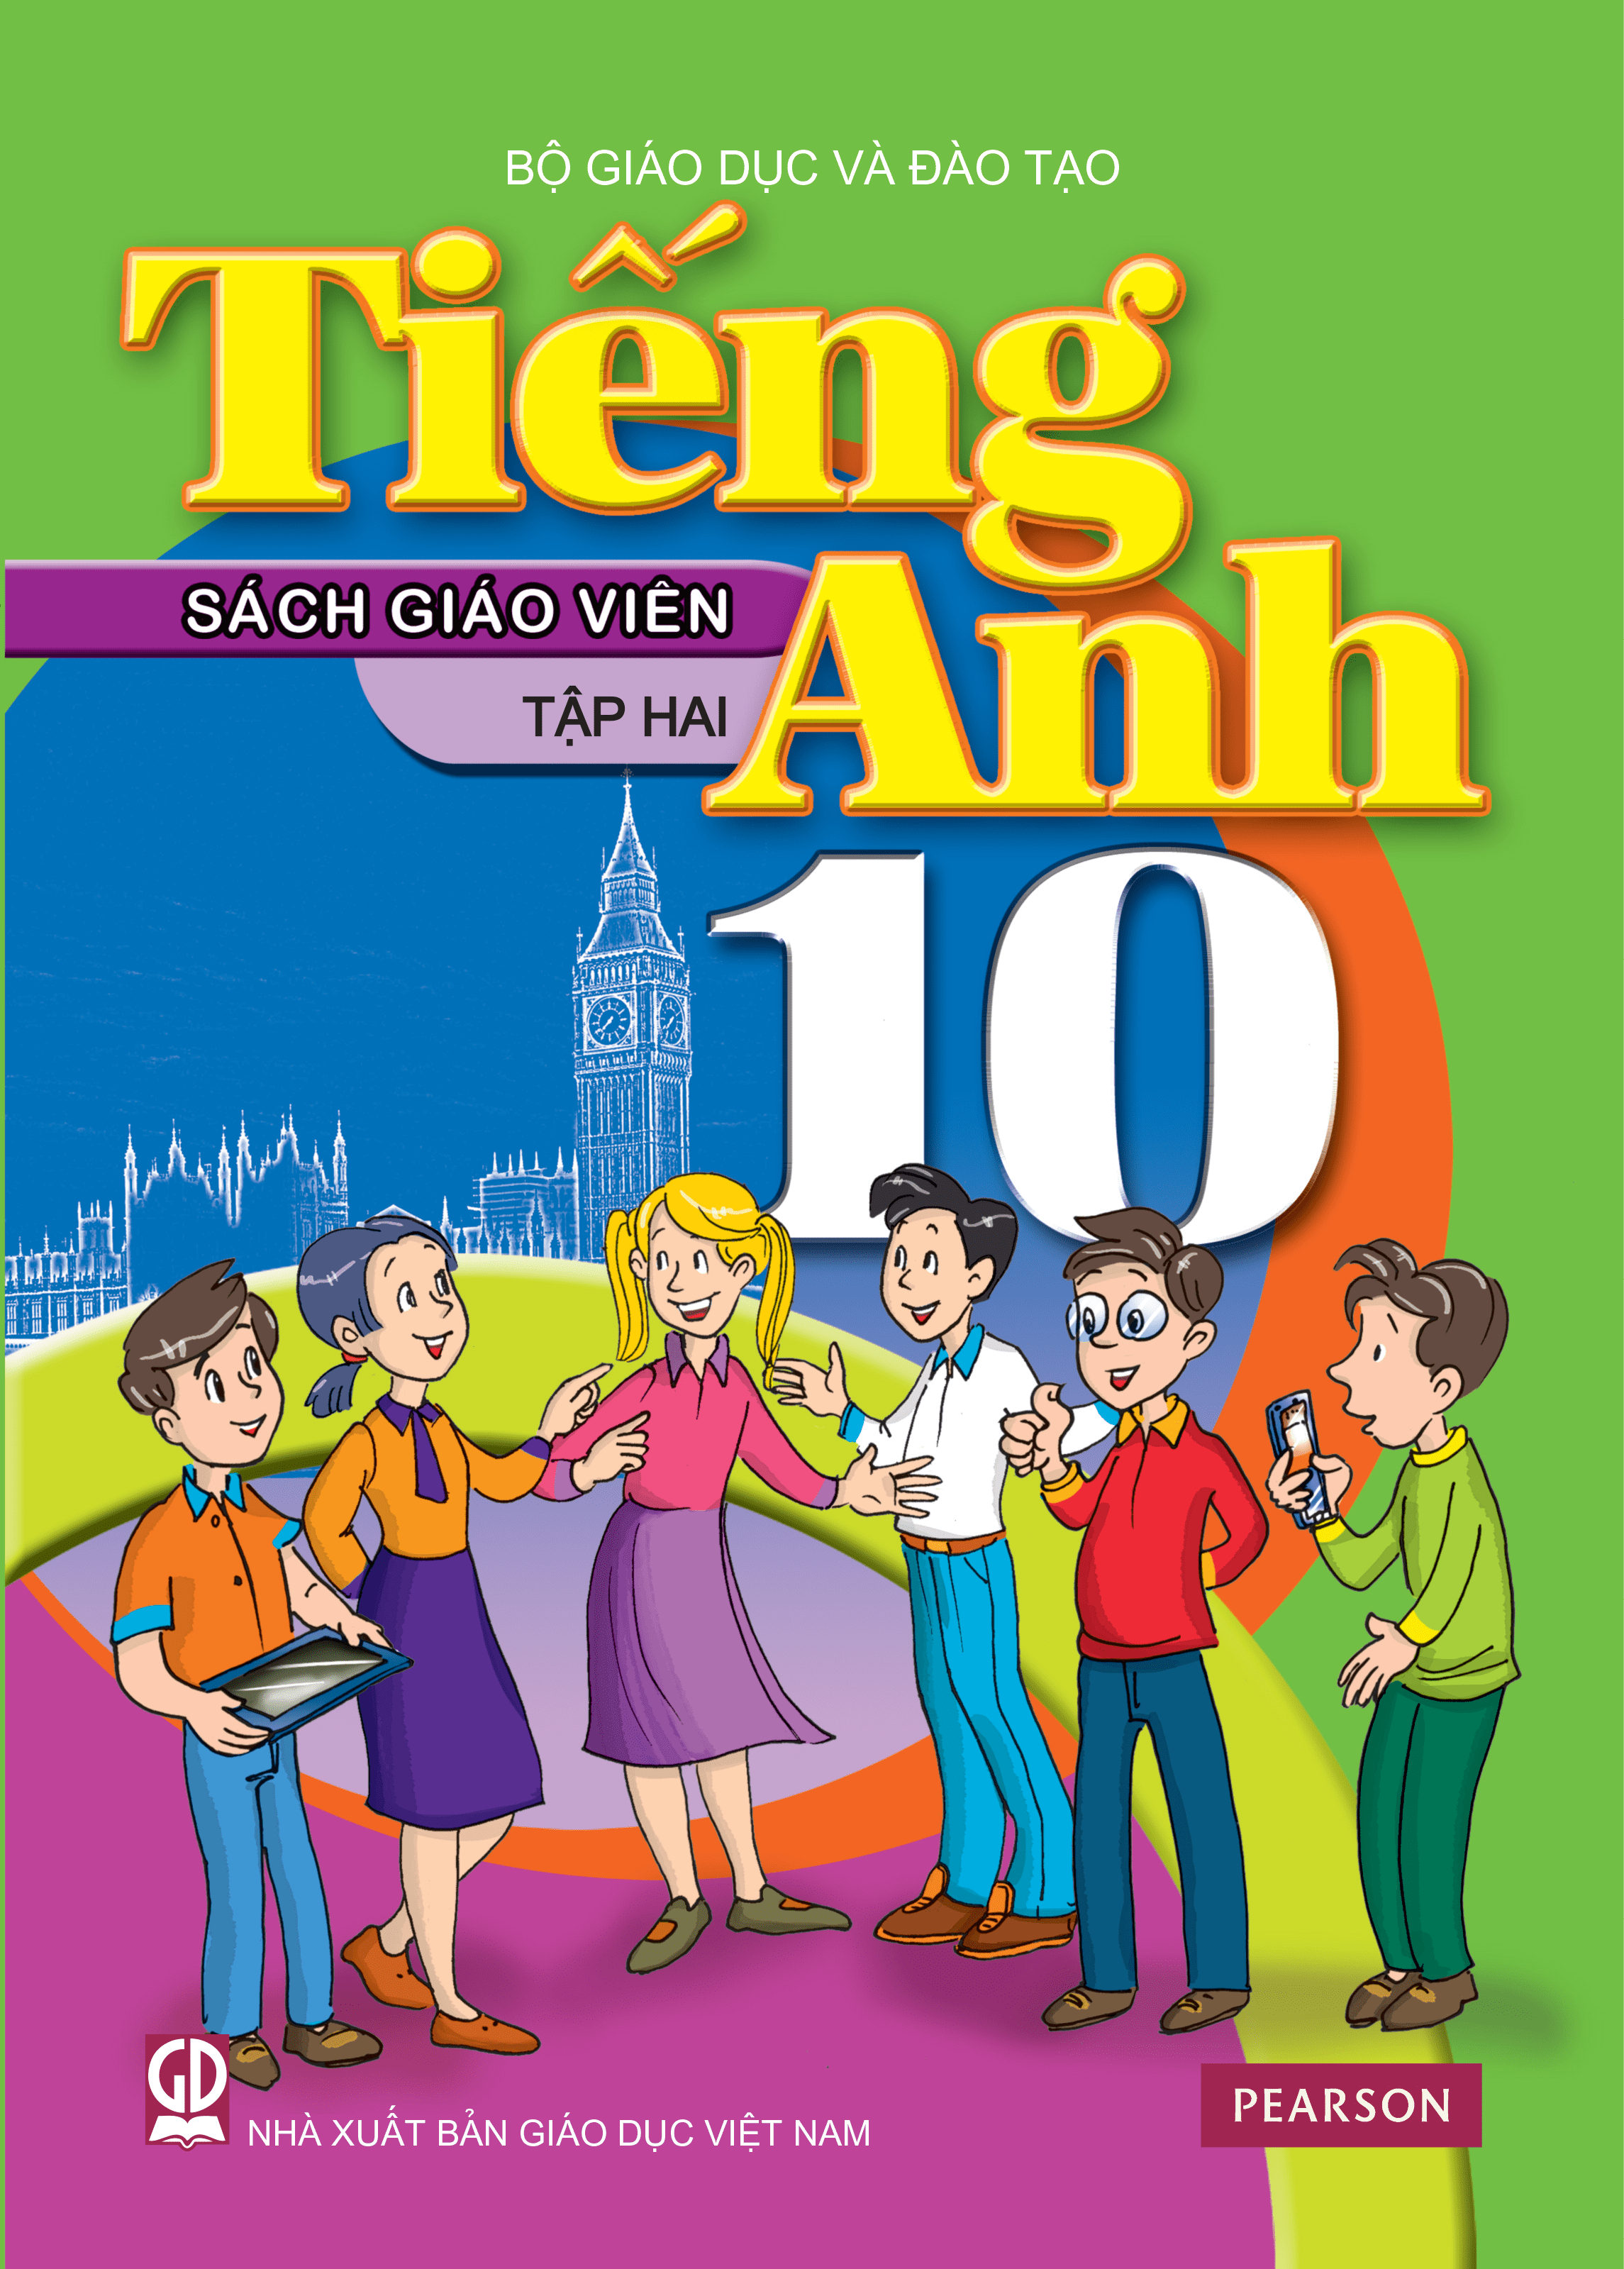 BỘ GIÁO DỤC VÀ ĐÀO TẠO
Tiếng
Anh
SÁCH GIÁO VIÊN
TẬP HAI
10
GD
NHÀ XUẤT BẢN GIÁO DỤC VIỆT NAM
PEARSON